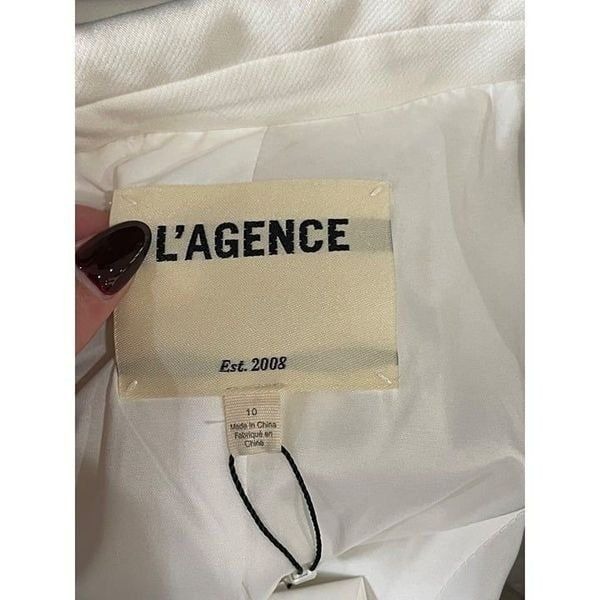 L'AGENCE
Est. 2008
10
Made in China
Fabriqué en
Chine